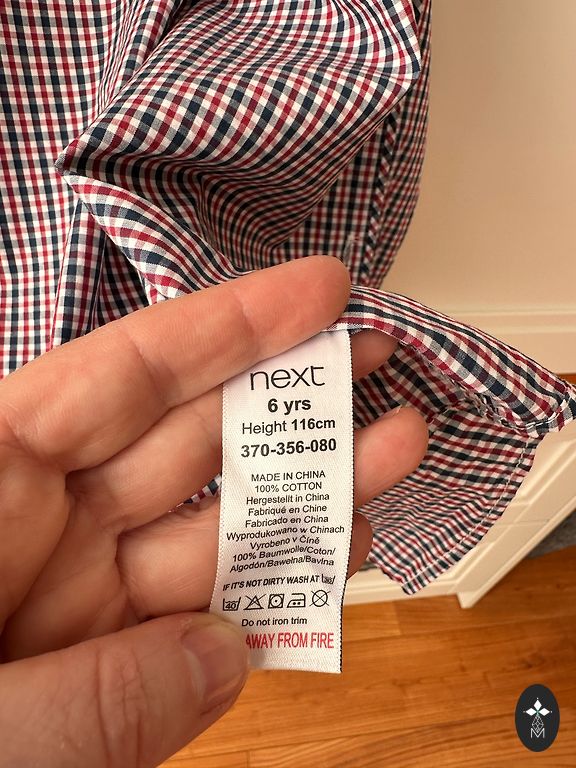 next
6 yrs
Height 116cm
370-356-080
MADE IN CHINA
100% COTTON
Hergestellt in China
Fabriqué en Chine
Fabricado en China
Wyprodukowano w Chinach
Vyrobeno v Číně
100% Baumwolle/Coton/
Algodón/Bawełna/Bavlna
IF IT'S NOT DIRTY WASH AT
40
Do not iron trim
AWAY FROM FIRE
M